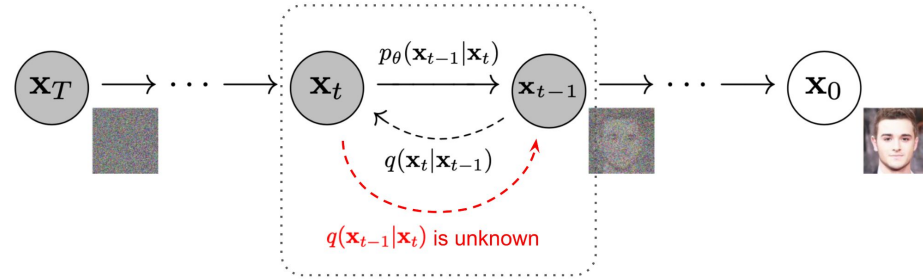 p_θ(𝐱_{t−1}|𝐱_t)
𝐱_T ⟶ ··· ⟶ 𝐱_t ⟶ 𝐱_{t−1} ⟶ ··· ⟶ 𝐱_0
q(𝐱_t|𝐱_{t−1})
q(𝐱_{t−1}|𝐱_t) is unknown